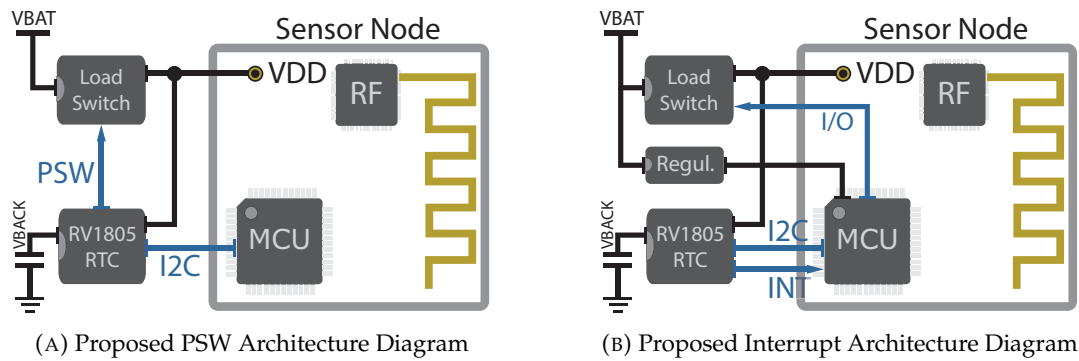 VBAT
Sensor Node
Load
Switch
VDD
RF
PSW
VBACK
RV1805
RTC
I2C
MCU
(A) Proposed PSW Architecture Diagram
VBAT
Sensor Node
Load
Switch
VDD
RF
I/O
Regul.
VBACK
RV1805
RTC
I2C
INT
MCU
(B) Proposed Interrupt Architecture Diagram